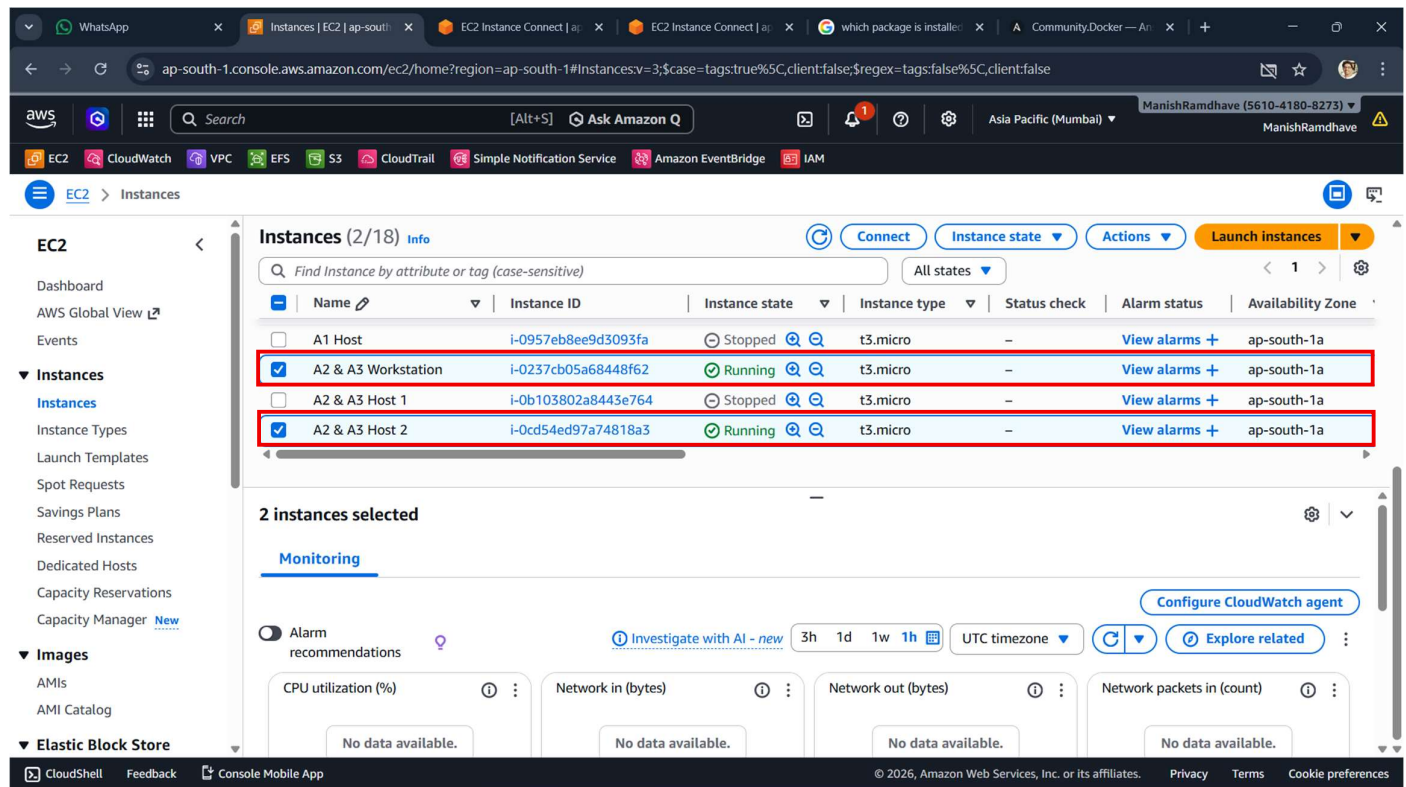 WhatsApp
Instances | EC2 | ap-south
EC2 Instance Connect | ap
EC2 Instance Connect | ap
which package is installed
Community.Docker — An
ap-south-1.console.aws.amazon.com/ec2/home?region=ap-south-1#Instances:v=3;$case=tags:true%5C,client:false;$regex=tags:false%5C,client:false
aws
Search
[Alt+S]
Ask Amazon Q
1
Asia Pacific (Mumbai)
ManishRamdhave (5610-4180-8273)
ManishRamdhave
EC2 CloudWatch VPC EFS S3 CloudTrail Simple Notification Service Amazon EventBridge IAM
EC2 > Instances
EC2
Dashboard
AWS Global View
Events
Instances
Instances
Instance Types
Launch Templates
Spot Requests
Savings Plans
Reserved Instances
Dedicated Hosts
Capacity Reservations
Capacity Manager New
Images
AMIs
AMI Catalog
Elastic Block Store
Instances (2/18) Info
Connect
Instance state
Actions
Launch instances
Find Instance by attribute or tag (case-sensitive)
All states
1
Name Instance ID Instance state Instance type Status check Alarm status Availability Zone
A1 Host i-0957eb8ee9d3093fa Stopped t3.micro – View alarms + ap-south-1a
A2 & A3 Workstation i-0237cb05a68448f62 Running t3.micro – View alarms + ap-south-1a
A2 & A3 Host 1 i-0b103802a8443e764 Stopped t3.micro – View alarms + ap-south-1a
A2 & A3 Host 2 i-0cd54ed97a74818a3 Running t3.micro – View alarms + ap-south-1a
2 instances selected
Monitoring
Configure CloudWatch agent
Alarm
recommendations
Investigate with AI - new
3h 1d 1w 1h
UTC timezone
Explore related
CPU utilization (%)
No data available.
Network in (bytes)
No data available.
Network out (bytes)
No data available.
Network packets in (count)
No data available.
CloudShell Feedback Console Mobile App
© 2026, Amazon Web Services, Inc. or its affiliates. Privacy Terms Cookie preferences